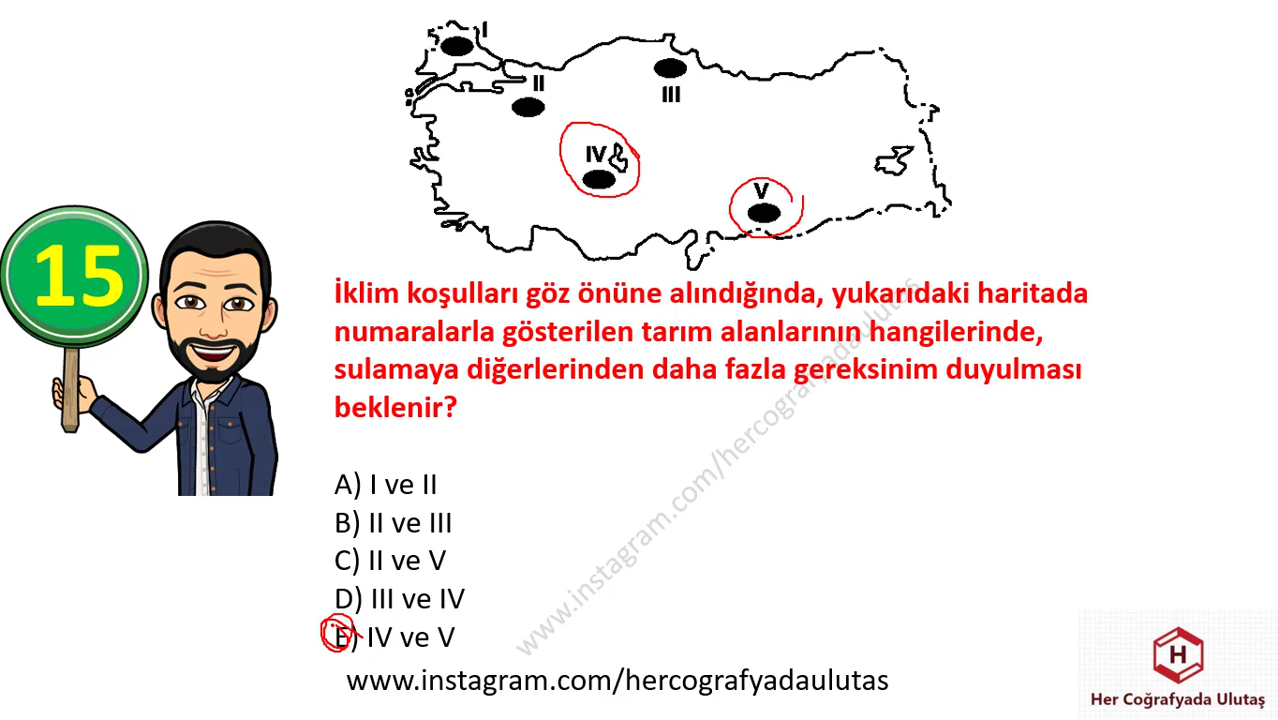 I
II
III
IV
V
15
İklim koşulları göz önüne alındığında, yukarıdaki haritada
numaralarla gösterilen tarım alanlarının hangilerinde,
sulamaya diğerlerinden daha fazla gereksinim duyulması
beklenir?
A) I ve II
B) II ve III
C) II ve V
D) III ve IV
E) IV ve V
www.instagram.com/hercografyadaulutas
www.instagram.com/hercografyadaulutas
H
Her Coğrafyada Ulutaş